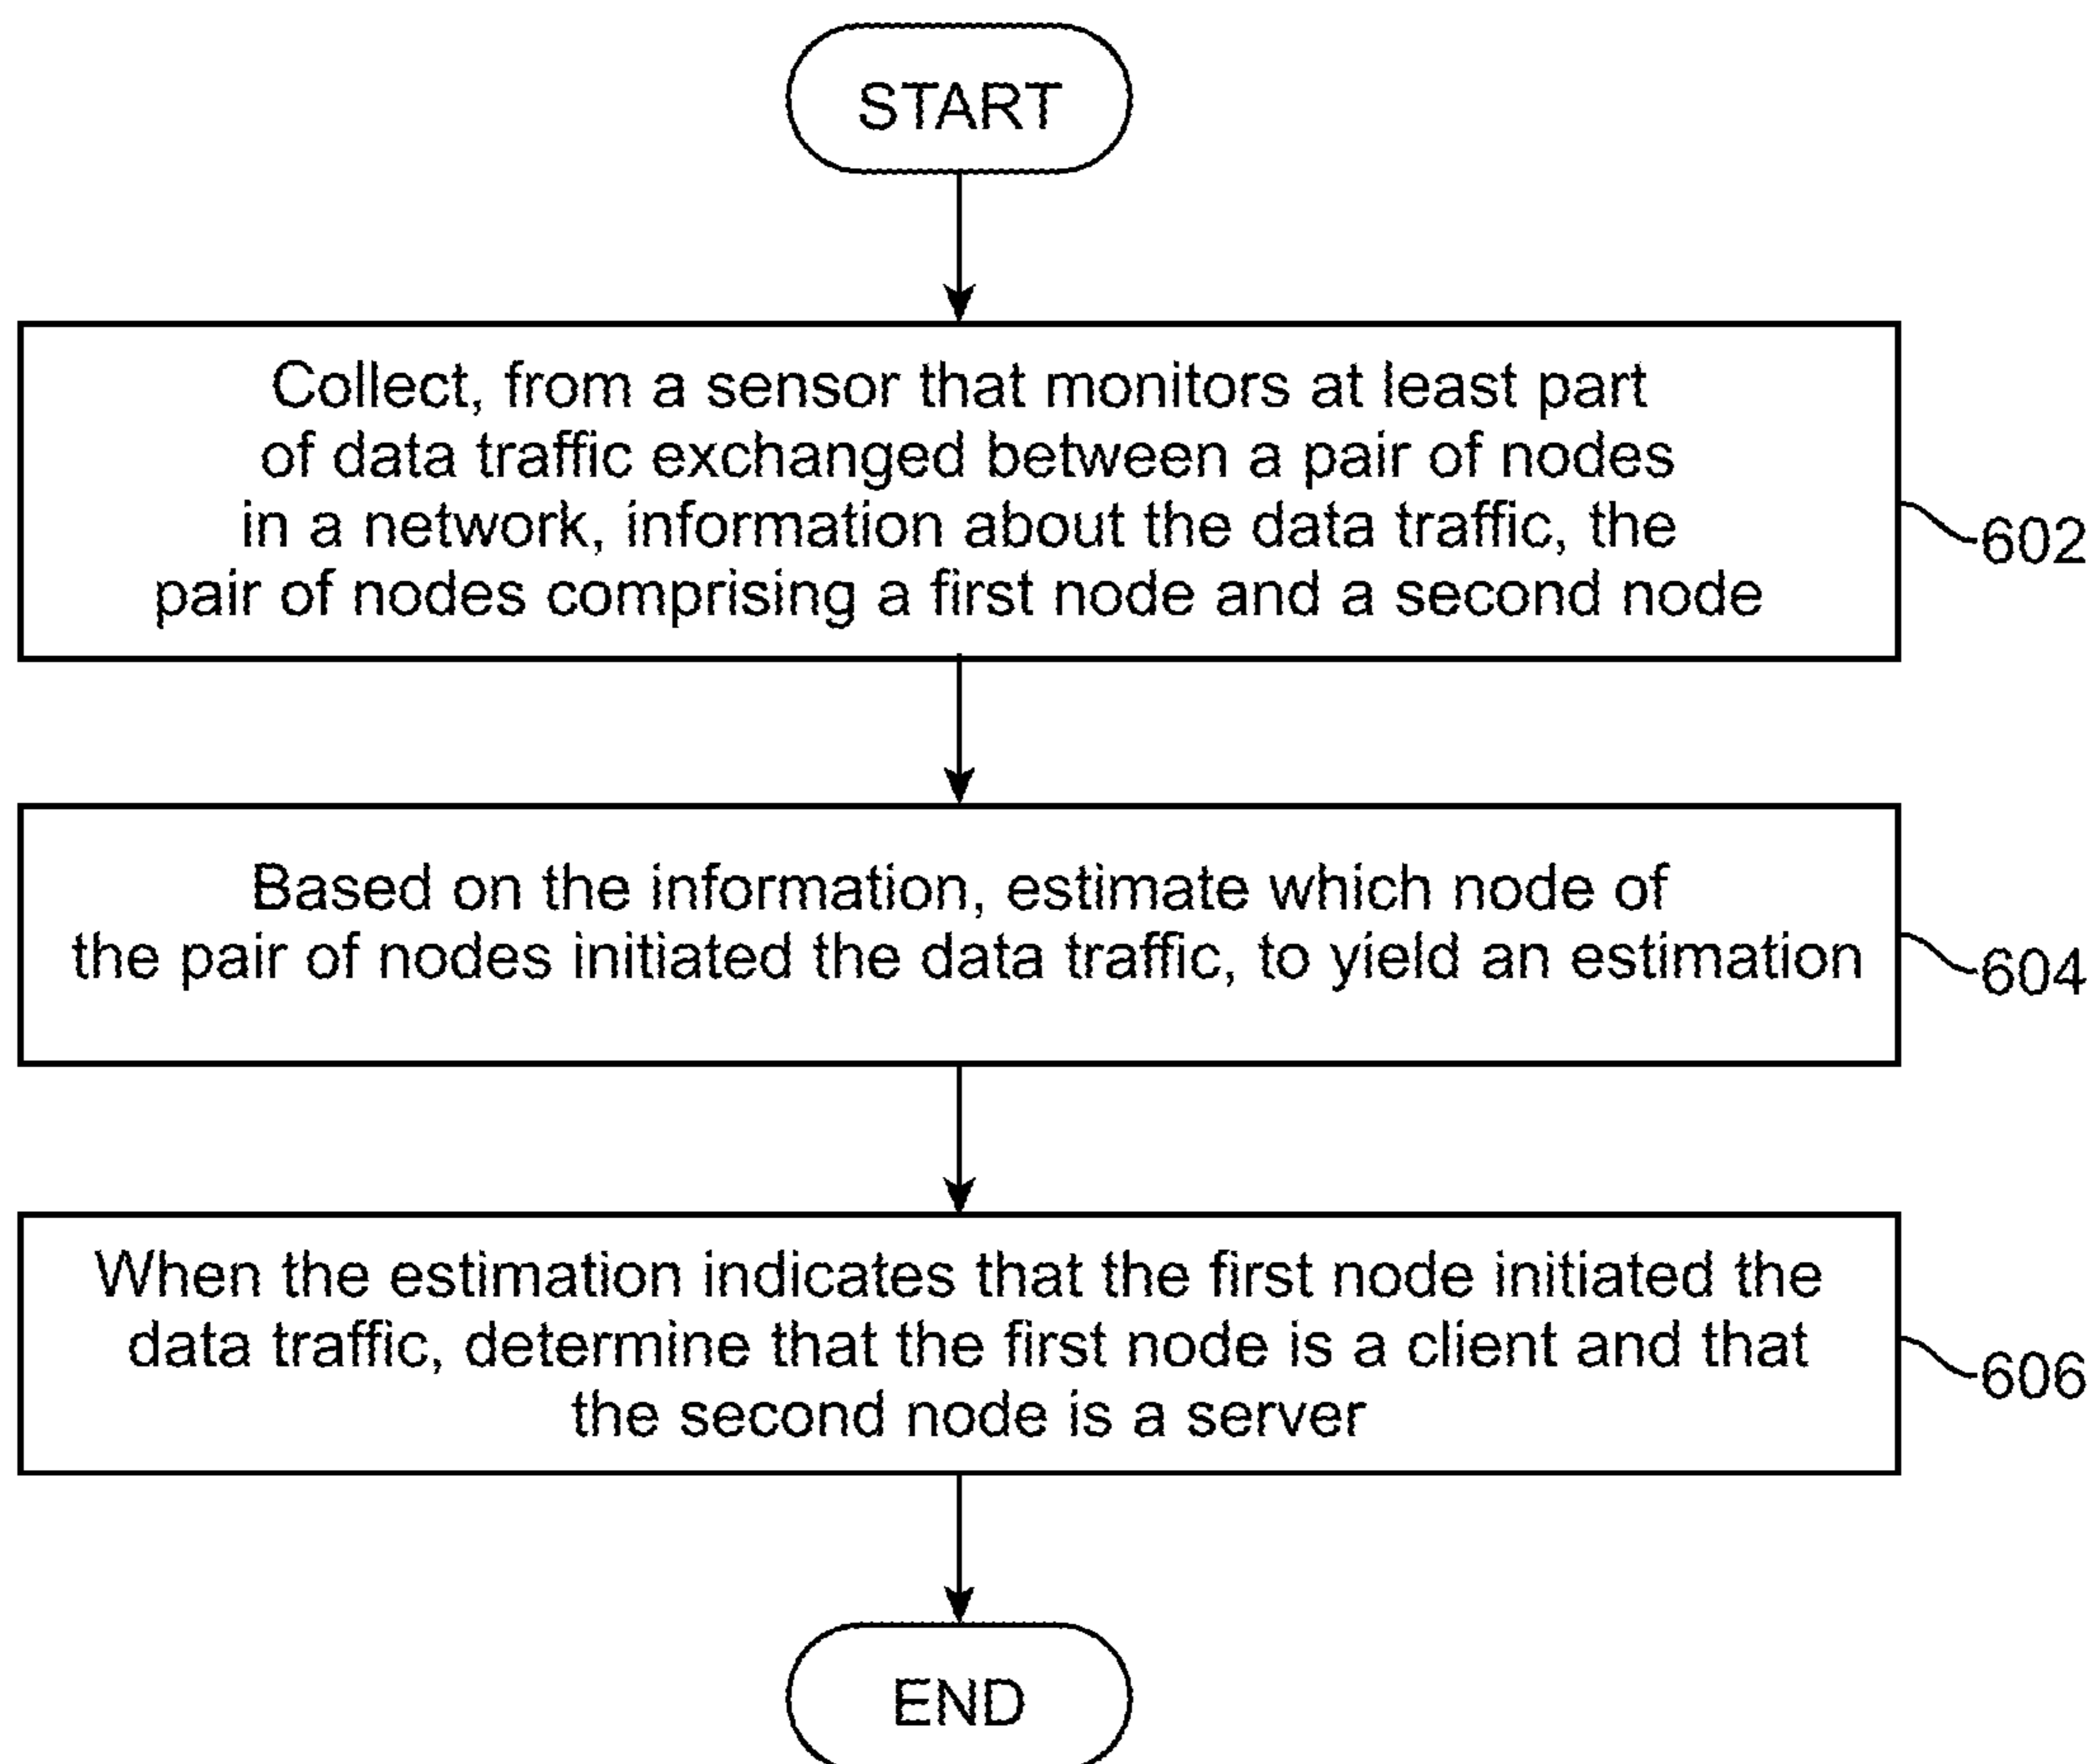 START
Collect, from a sensor that monitors at least part
of data traffic exchanged between a pair of nodes
in a network, information about the data traffic, the
pair of nodes comprising a first node and a second node
602
Based on the information, estimate which node of
the pair of nodes initiated the data traffic, to yield an estimation
604
When the estimation indicates that the first node initiated the
data traffic, determine that the first node is a client and that
the second node is a server
606
END